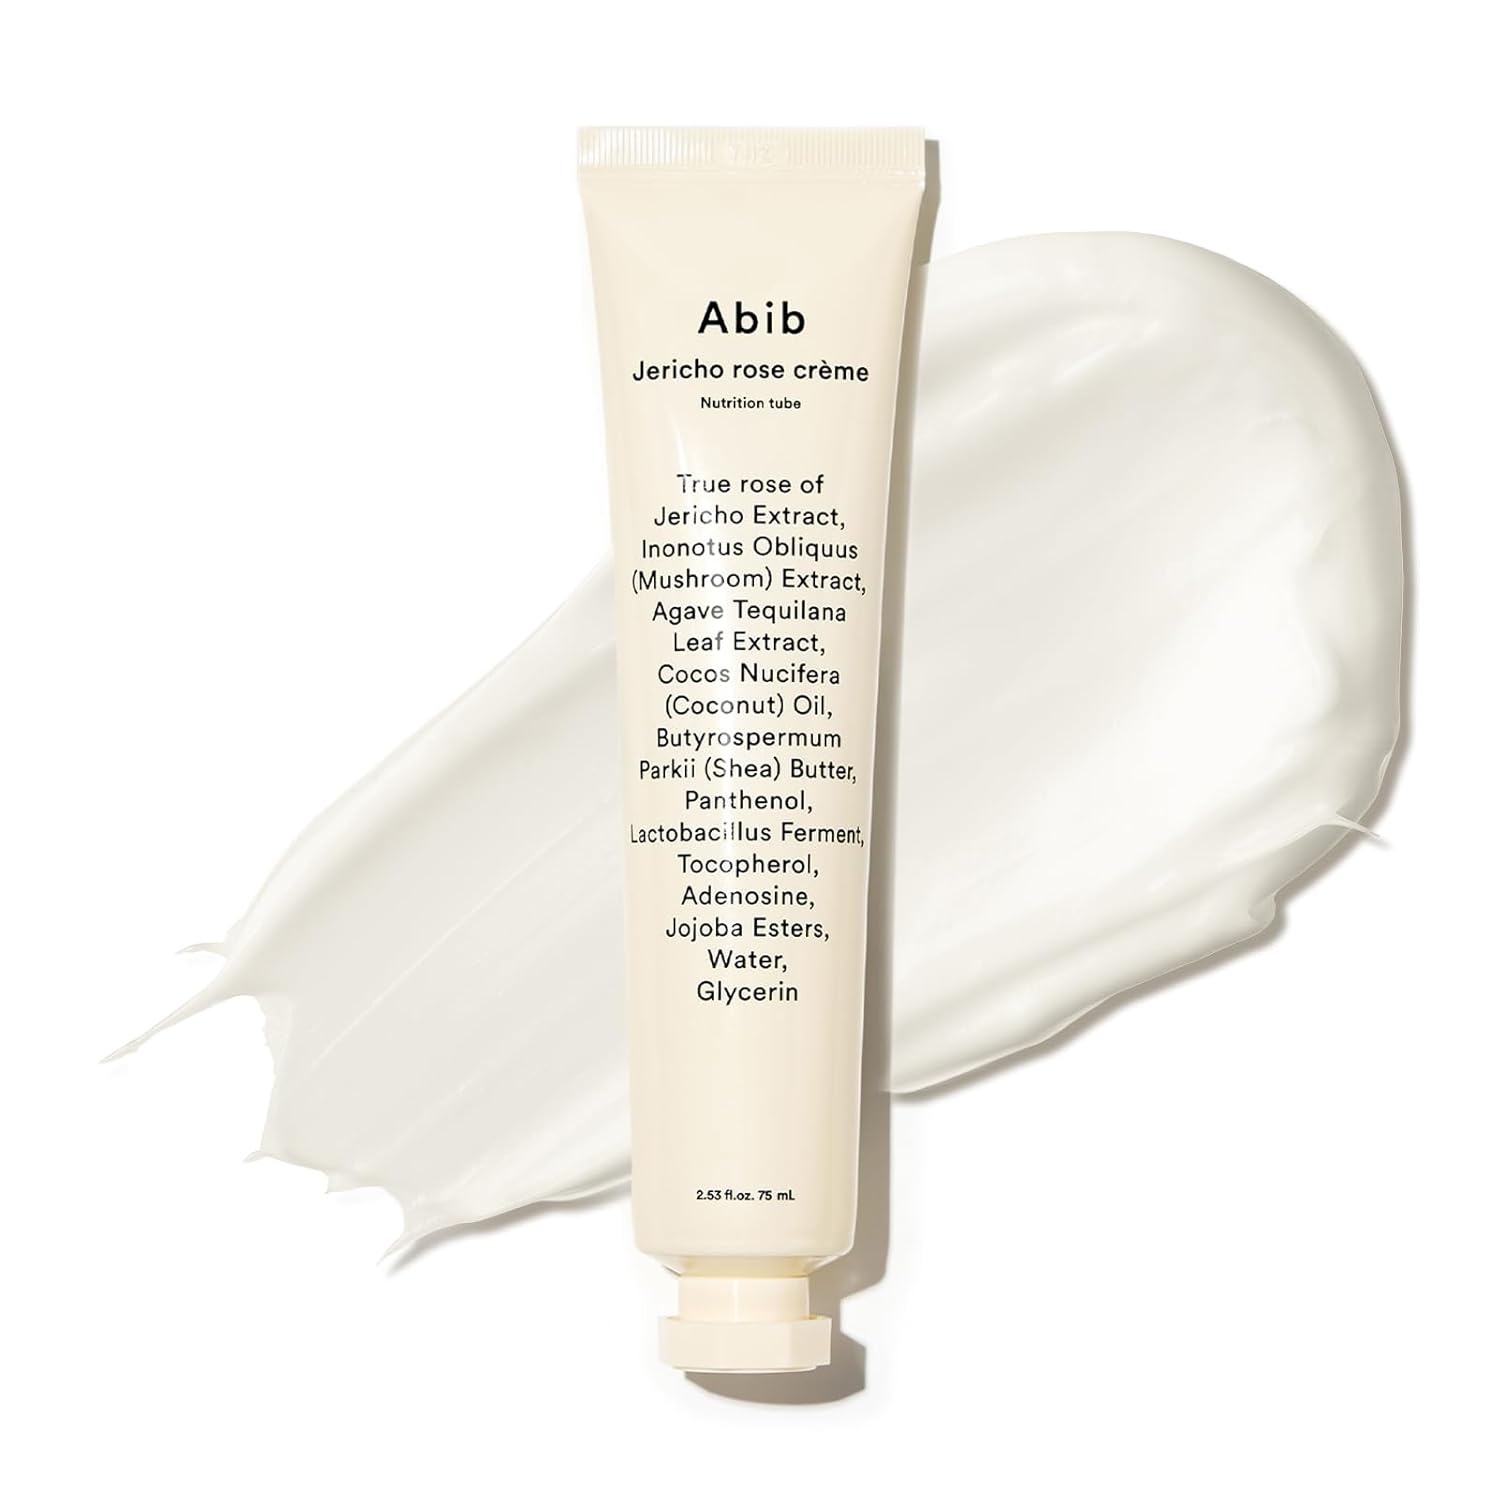 Abib
Jericho rose crème
Nutrition tube
True rose of
Jericho Extract,
Inonotus Obliquus
(Mushroom) Extract,
Agave Tequilana
Leaf Extract,
Cocos Nucifera
(Coconut) Oil,
Butyrospermum
Parkii (Shea) Butter,
Panthenol,
Lactobacillus Ferment,
Tocopherol,
Adenosine,
Jojoba Esters,
Water,
Glycerin
2.53 fl.oz. 75 mL